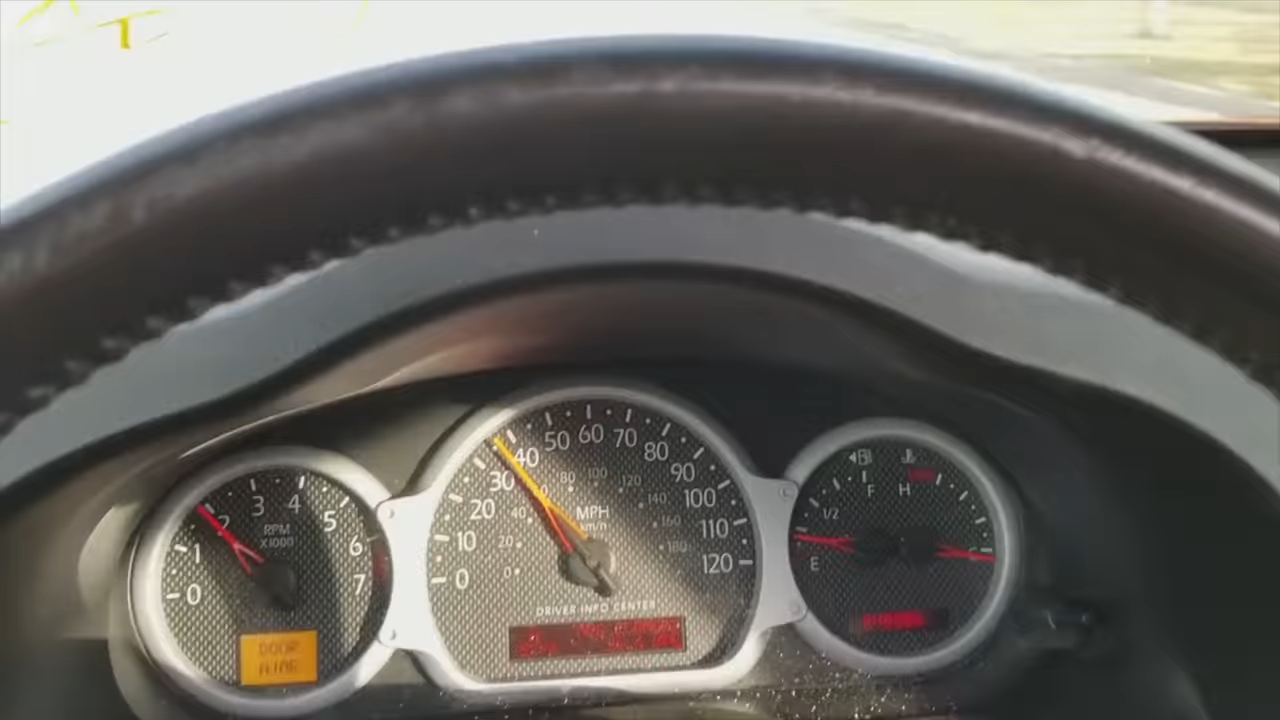 0 1 2 3 4 5 6 7
RPM
X1000
DOOR
AJAR
0 10 20 30 40 50 60 70 80 90 100 110 120
0 20 40 80 100 120 140 160 180
MPH
km/h
DRIVER INFO CENTER
E 1/2 F
H